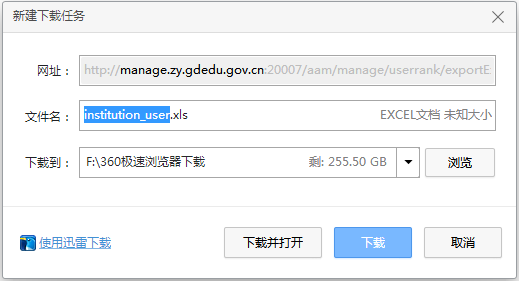 新建下载任务
网址： http://manage.zy.gdedu.gov.cn:20007/aam/manage/userrank/exportE
文件名： institution_user.xls EXCEL文档 未知大小
下载到： F:\360极速浏览器下载 剩: 255.50 GB 浏览
使用迅雷下载 下载并打开 下载 取消